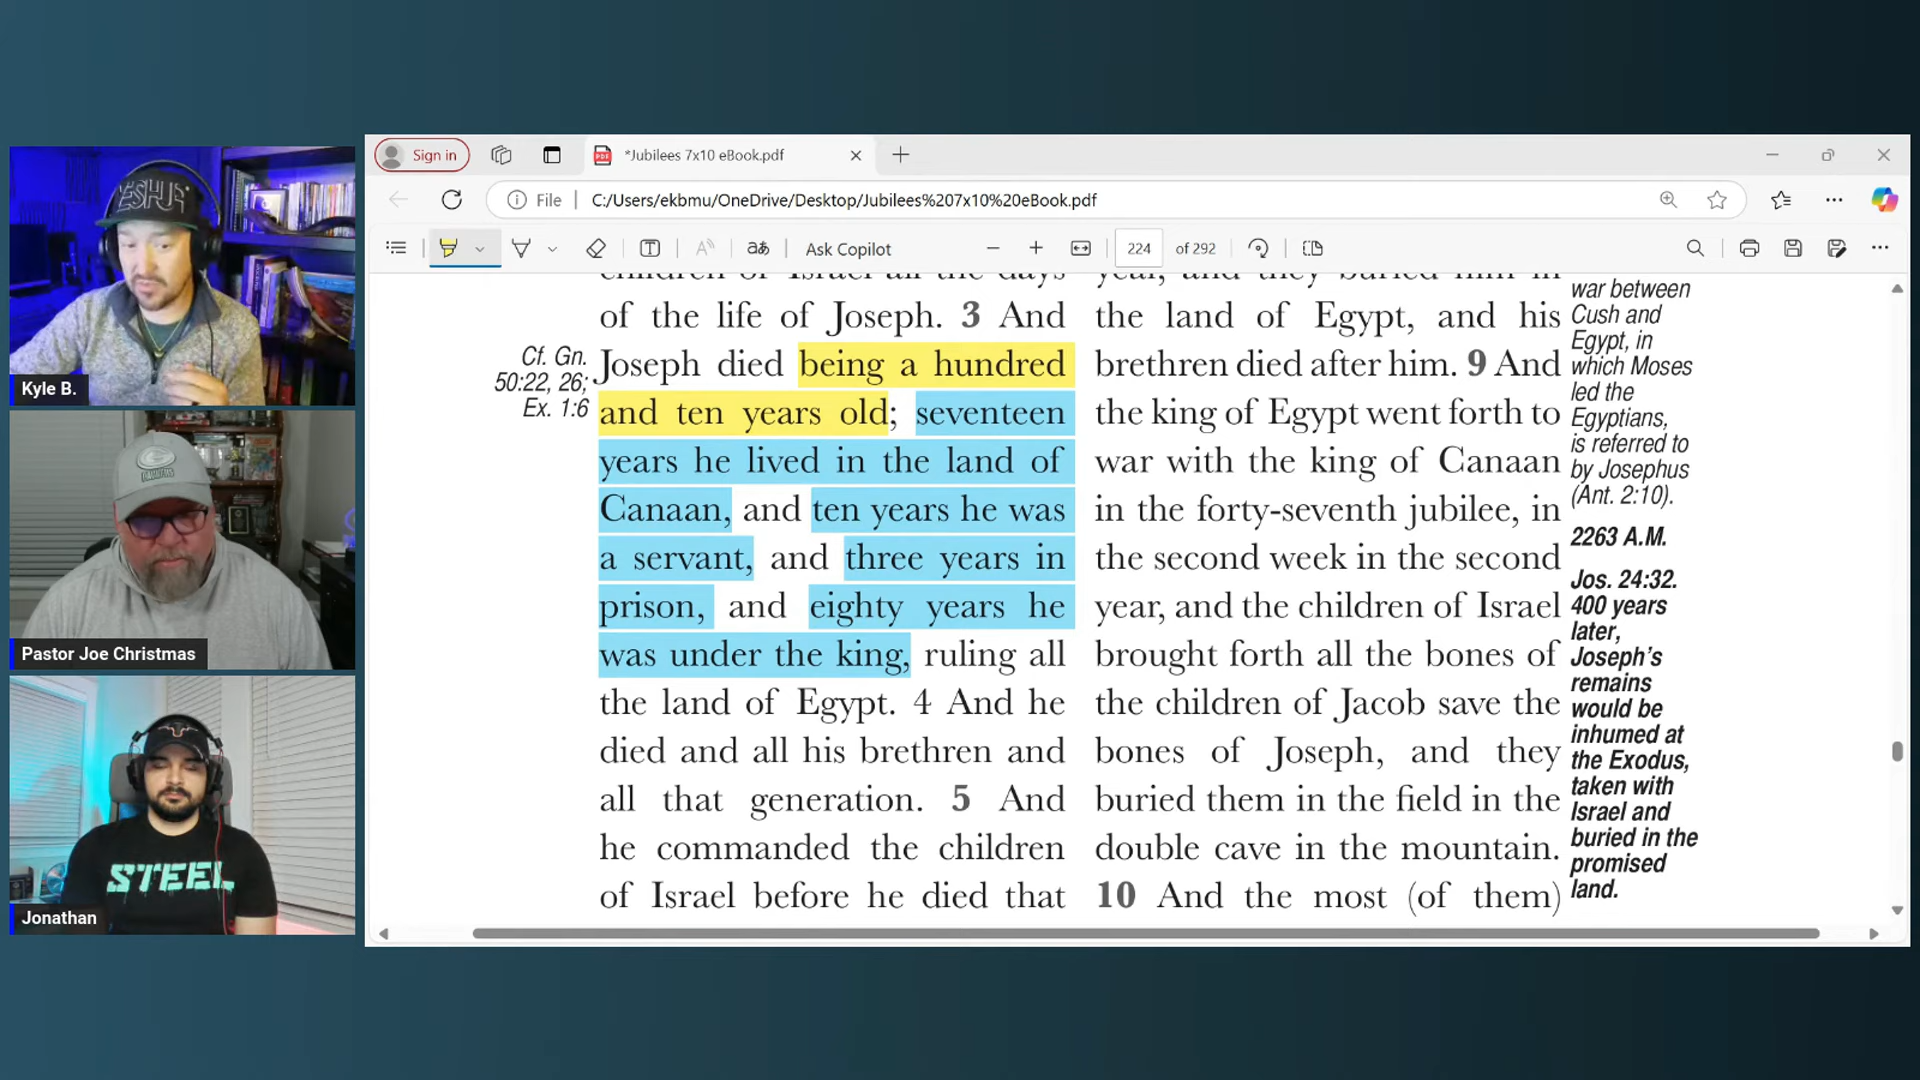 Sign in
*Jubilees 7x10 eBook.pdf
File
C:/Users/ekbmu/OneDrive/Desktop/Jubilees%207x10%20eBook.pdf
Ask Copilot
224 of 292
Kyle B.
Pastor Joe Christmas
STEEL
Jonathan
Cf. Gn.
50:22, 26;
Ex. 1:6
children of Israel all the days
of the life of Joseph. 3 And
Joseph died being a hundred
and ten years old; seventeen
years he lived in the land of
Canaan, and ten years he was
a servant, and three years in
prison, and eighty years he
was under the king, ruling all
the land of Egypt. 4 And he
died and all his brethren and
all that generation. 5 And
he commanded the children
of Israel before he died that
year, and they buried him in
the land of Egypt, and his
brethren died after him. 9 And
the king of Egypt went forth to
war with the king of Canaan
in the forty-seventh jubilee, in
the second week in the second
year, and the children of Israel
brought forth all the bones of
the children of Jacob save the
bones of Joseph, and they
buried them in the field in the
double cave in the mountain.
10 And the most (of them)
war between
Cush and
Egypt, in
which Moses
led the
Egyptians,
is referred to
by Josephus
(Ant. 2:10).
2263 A.M.
Jos. 24:32.
400 years
later,
Joseph's
remains
would be
inhumed at
the Exodus,
taken with
Israel and
buried in the
promised
land.